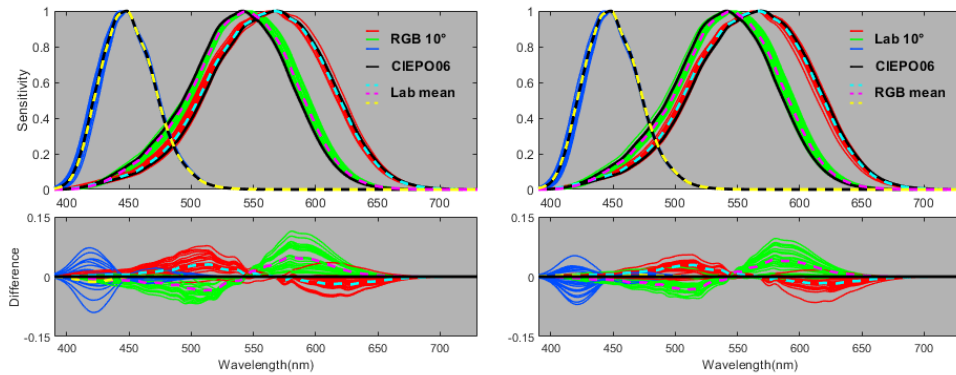 1
0.8
0.6
0.4
0.2
0
Sensitivity
RGB 10°
CIEPO06
Lab mean
0.15
0
-0.15
Difference
400 450 500 550 600 650 700
Wavelength(nm)
1
0.8
0.6
0.4
0.2
0
Lab 10°
CIEPO06
RGB mean
0.15
0
-0.15
400 450 500 550 600 650 700
Wavelength(nm)